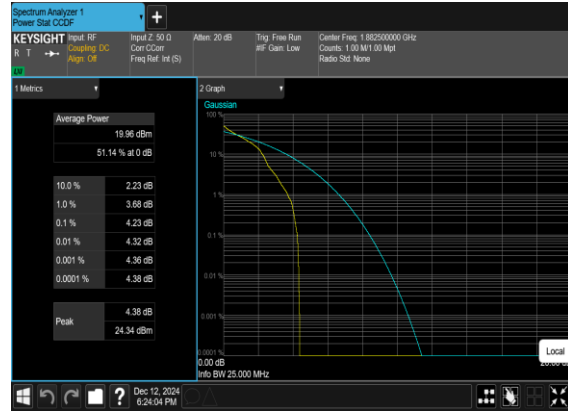 Spectrum Analyzer 1
Power Stat CCDF
KEYSIGHT
R T
LXI
Input: RF
Coupling: DC
Align: Off
Input Z: 50 Ω
Corr CCorr
Freq Ref: Int (S)
Atten: 20 dB
Trig: Free Run
#IF Gain: Low
Center Freq: 1.882500000 GHz
Counts: 1.00 M/1.00 Mpt
Radio Std: None
1 Metrics
Average Power
19.96 dBm
51.14 % at 0 dB
10.0 % 2.23 dB
1.0 % 3.68 dB
0.1 % 4.23 dB
0.01 % 4.32 dB
0.001 % 4.36 dB
0.0001 % 4.38 dB
Peak
4.38 dB
24.34 dBm
2 Graph
Gaussian
100 %
10 %
1 %
0.1 %
0.01 %
0.001 %
0.0001 %
0.00 dB
Info BW 25.000 MHz
Local
?
Dec 12, 2024
6:24:04 PM